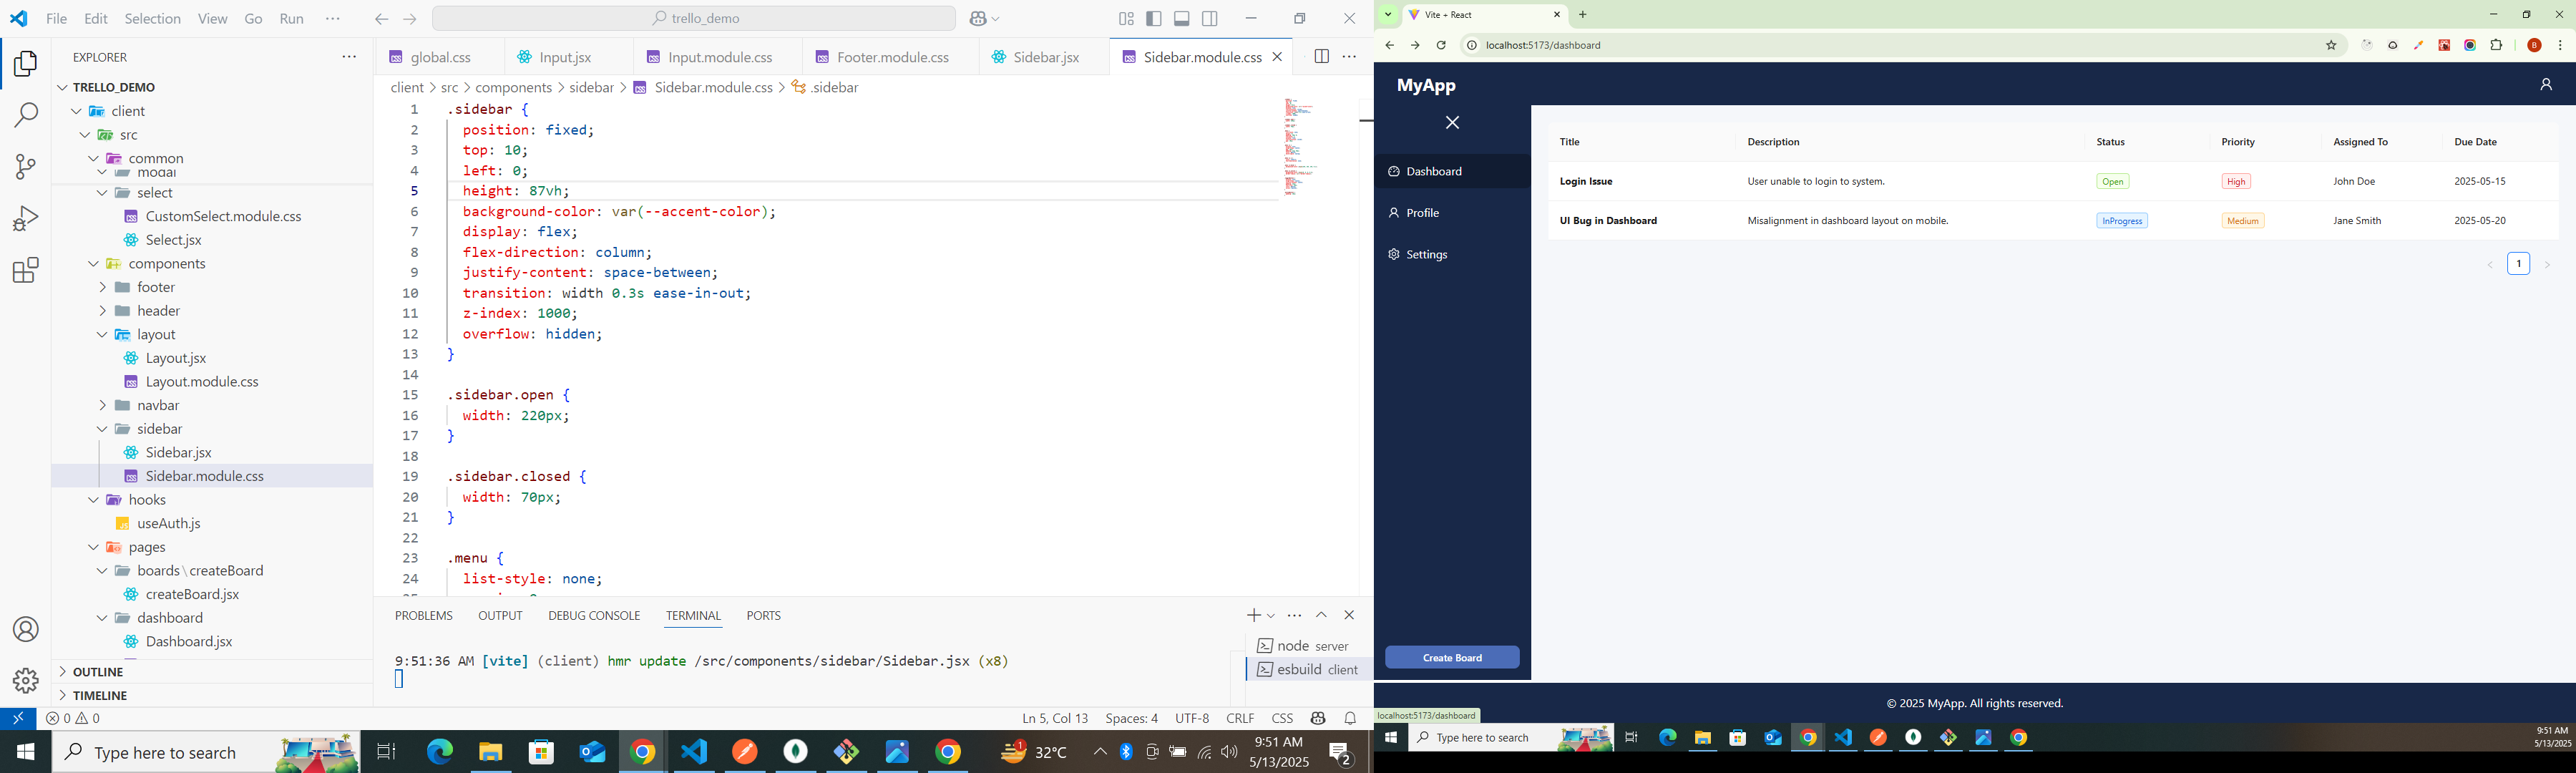 File Edit Selection View Go Run ··· trello_demo
EXPLORER
TRELLO_DEMO
client
src
common
modal
select
CustomSelect.module.css
Select.jsx
components
footer
header
layout
Layout.jsx
Layout.module.css
navbar
sidebar
Sidebar.jsx
Sidebar.module.css
hooks
useAuth.js
pages
boards\createBoard
createBoard.jsx
dashboard
Dashboard.jsx
OUTLINE
TIMELINE
global.css Input.jsx Input.module.css Footer.module.css Sidebar.jsx Sidebar.module.css
client > src > components > sidebar > Sidebar.module.css > .sidebar
1 .sidebar {
2 position: fixed;
3 top: 10;
4 left: 0;
5 height: 87vh;
6 background-color: var(--accent-color);
7 display: flex;
8 flex-direction: column;
9 justify-content: space-between;
10 transition: width 0.3s ease-in-out;
11 z-index: 1000;
12 overflow: hidden;
13 }
14
15 .sidebar.open {
16 width: 220px;
17 }
18
19 .sidebar.closed {
20 width: 70px;
21 }
22
23 .menu {
24 list-style: none;
PROBLEMS OUTPUT DEBUG CONSOLE TERMINAL PORTS
9:51:36 AM [vite] (client) hmr update /src/components/sidebar/Sidebar.jsx (x8)
node server
esbuild client
0 0 Ln 5, Col 13 Spaces: 4 UTF-8 CRLF CSS
Type here to search 1 32°C 9:51 AM
5/13/2025 2
Vite + React
localhost:5173/dashboard B
MyApp
Dashboard
Profile
Settings
Create Board
Title Description Status Priority Assigned To Due Date
Login Issue User unable to login to system. Open High John Doe 2025-05-15
UI Bug in Dashboard Misalignment in dashboard layout on mobile. InProgress Medium Jane Smith 2025-05-20
< 1 >
© 2025 MyApp. All rights reserved.
localhost:5173/dashboard
Type here to search 9:51 AM
5/13/2025